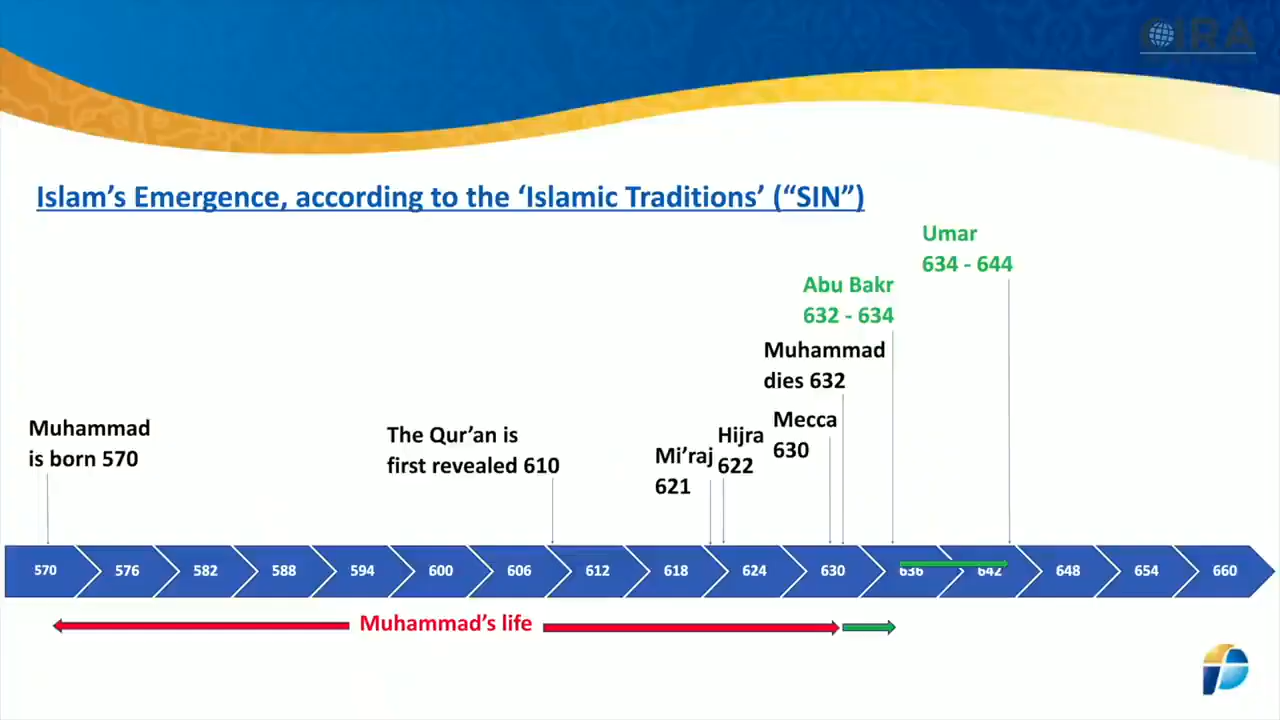 CIRA
Islam’s Emergence, according to the ‘Islamic Traditions’ (“SIN”)
Umar
634 - 644
Abu Bakr
632 - 634
Muhammad
dies 632
Mecca
630
Muhammad
is born 570
The Qur’an is
first revealed 610
Hijra
622
Mi’raj
621
570 576 582 588 594 600 606 612 618 624 630 636 642 648 654 660
Muhammad’s life